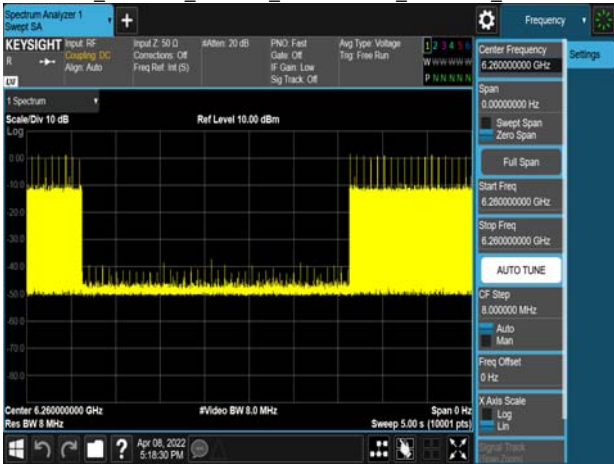 Spectrum Analyzer 1
Swept SA
Frequency
KEYSIGHT
Input: RF
Coupling: DC
Align: Auto
Input Z: 50 Ω
Corrections: Off
Freq Ref: Int (S)
#Atten: 20 dB
PNO: Fast
Gate: Off
IF Gain: Low
Sig Track: Off
Avg Type: Voltage
Trig: Free Run
1 2 3 4 5 6
W W W W W W
P N N N N N
R
LXI
1 Spectrum
Scale/Div 10 dB
Ref Level 10.00 dBm
Log
0.00
-10.0
-20.0
-30.0
-40.0
-50.0
-60.0
-70.0
-80.0
Center 6.260000000 GHz
#Video BW 8.0 MHz
Span 0 Hz
Res BW 8 MHz
Sweep 5.00 s (10001 pts)
Center Frequency
6.260000000 GHz
Settings
Span
0.00000000 Hz
Swept Span
Zero Span
Full Span
Start Freq
6.260000000 GHz
Stop Freq
6.260000000 GHz
AUTO TUNE
CF Step
8.000000 MHz
Auto
Man
Freq Offset
0 Hz
X Axis Scale
Log
Lin
Signal Track
(Span Zoom)
Apr 08, 2022
5:18:30 PM